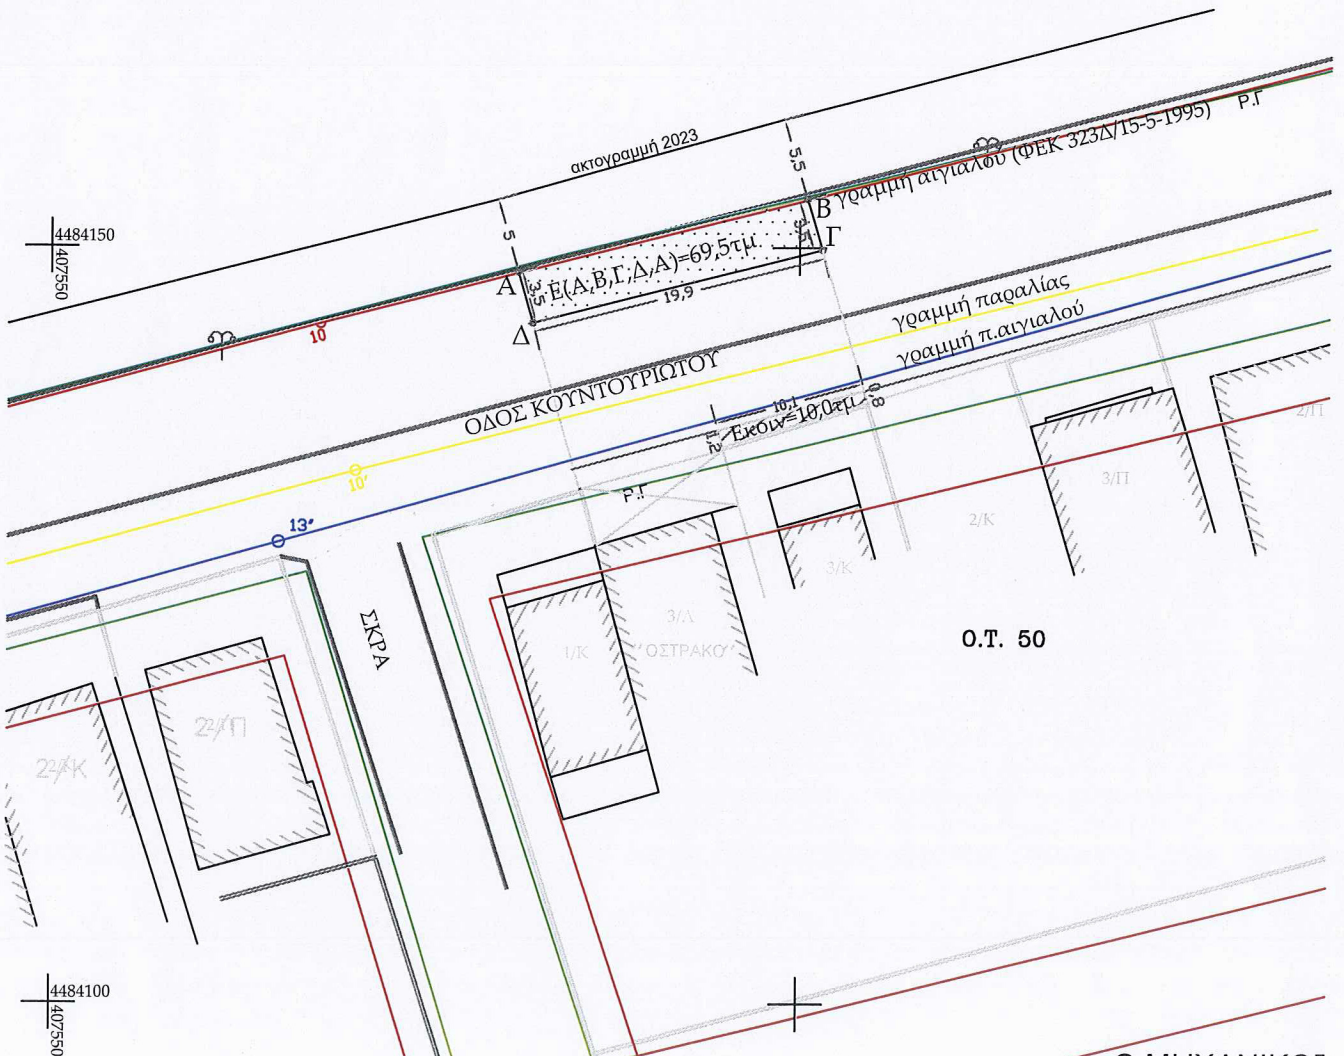 ακτογραμμή 2023
5,5
Ρ.Γ
γραμμή αιγιαλού (ΦΕΚ 323Δ/15-5-1995)
4484150
407550
5
Β
3,5
Γ
Α
3,5
Ε(Α,Β,Γ,Δ,Α)=69,5τμ
19,9
Δ
10
γραμμή παραλίας
γραμμή π.αιγιαλού
ΟΔΟΣ ΚΟΥΝΤΟΥΡΙΩΤΟΥ
10,1
0,8
1,2
Εκοιν=10,0τμ
2/Π
10'
Ρ.Γ
3/Π
13"
2/Κ
3/Κ
ΣΚΡΑ
3/Λ
1/Κ
''ΟΣΤΡΑΚΟ''
Ο.Τ. 50
4484100
407550